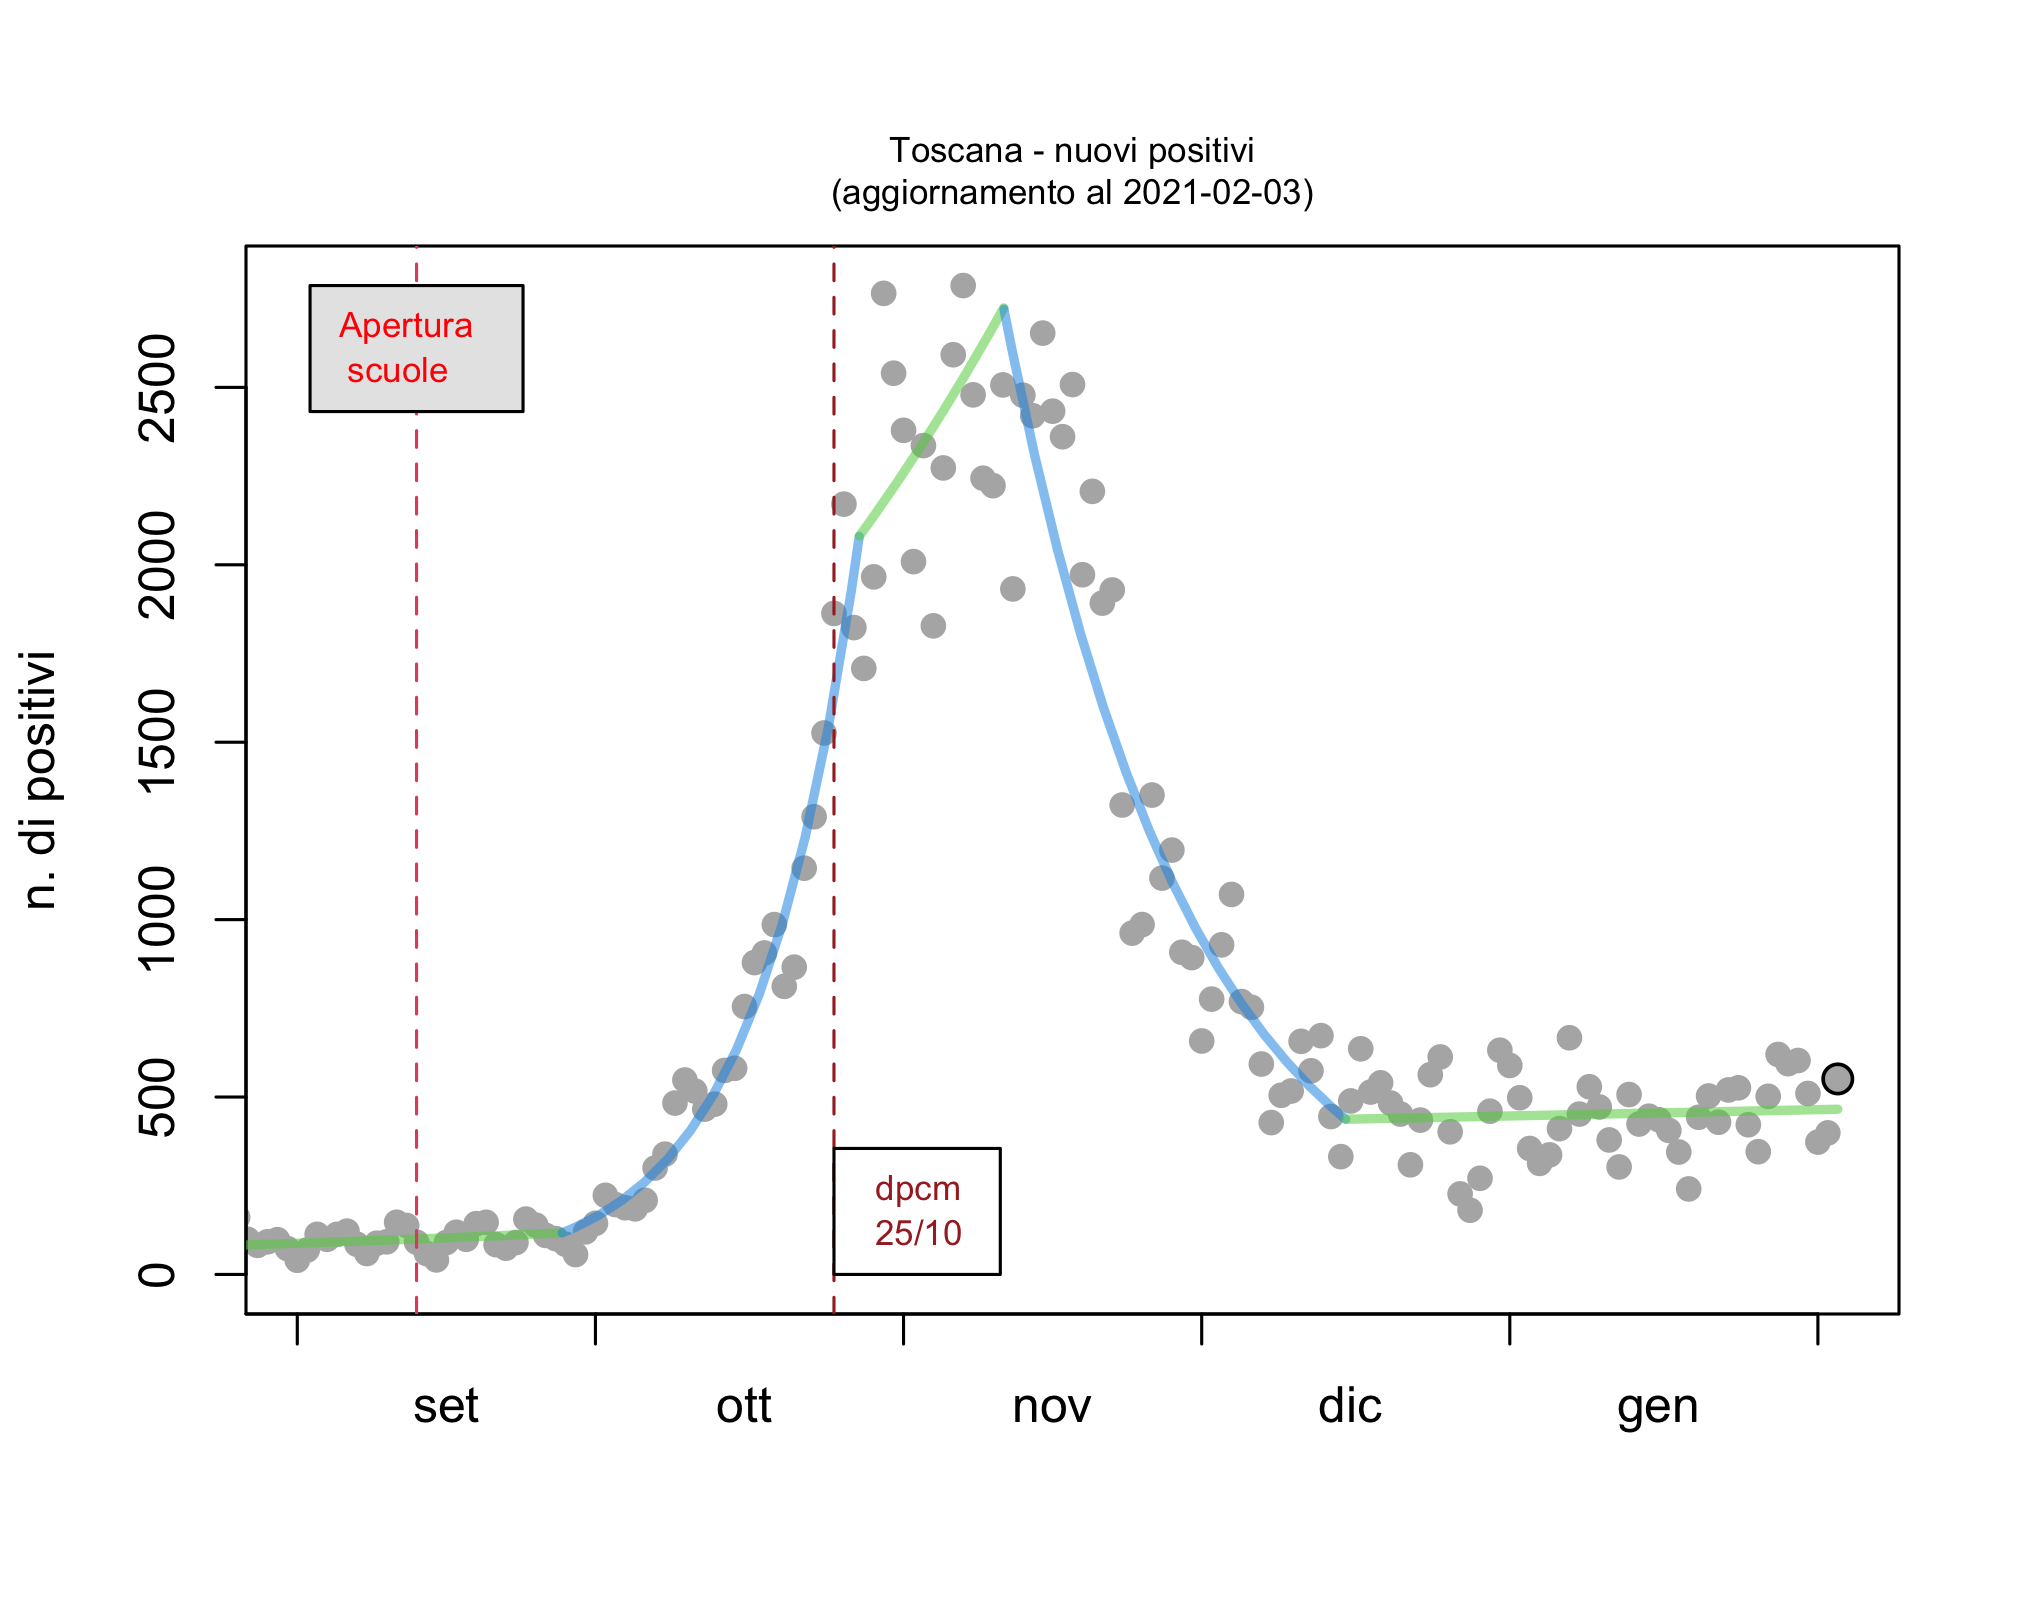 Toscana - nuovi positivi
(aggiornamento al 2021-02-03)
Apertura
scuole
2500
2000
1500
1000
500
0
n. di positivi
dpcm
25/10
set
ott
nov
dic
gen